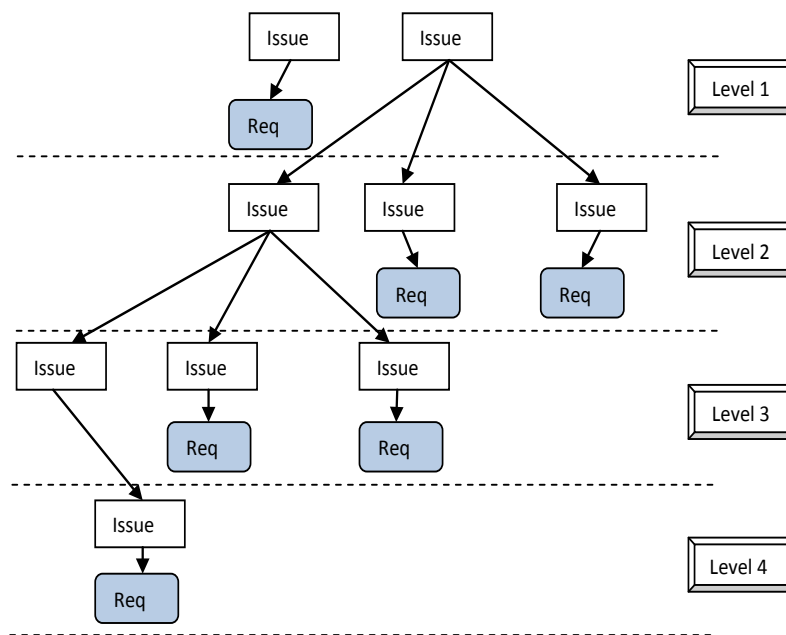 Issue
Issue
Level 1
Req
Issue
Issue
Issue
Level 2
Req
Req
Issue
Issue
Issue
Level 3
Req
Req
Issue
Level 4
Req